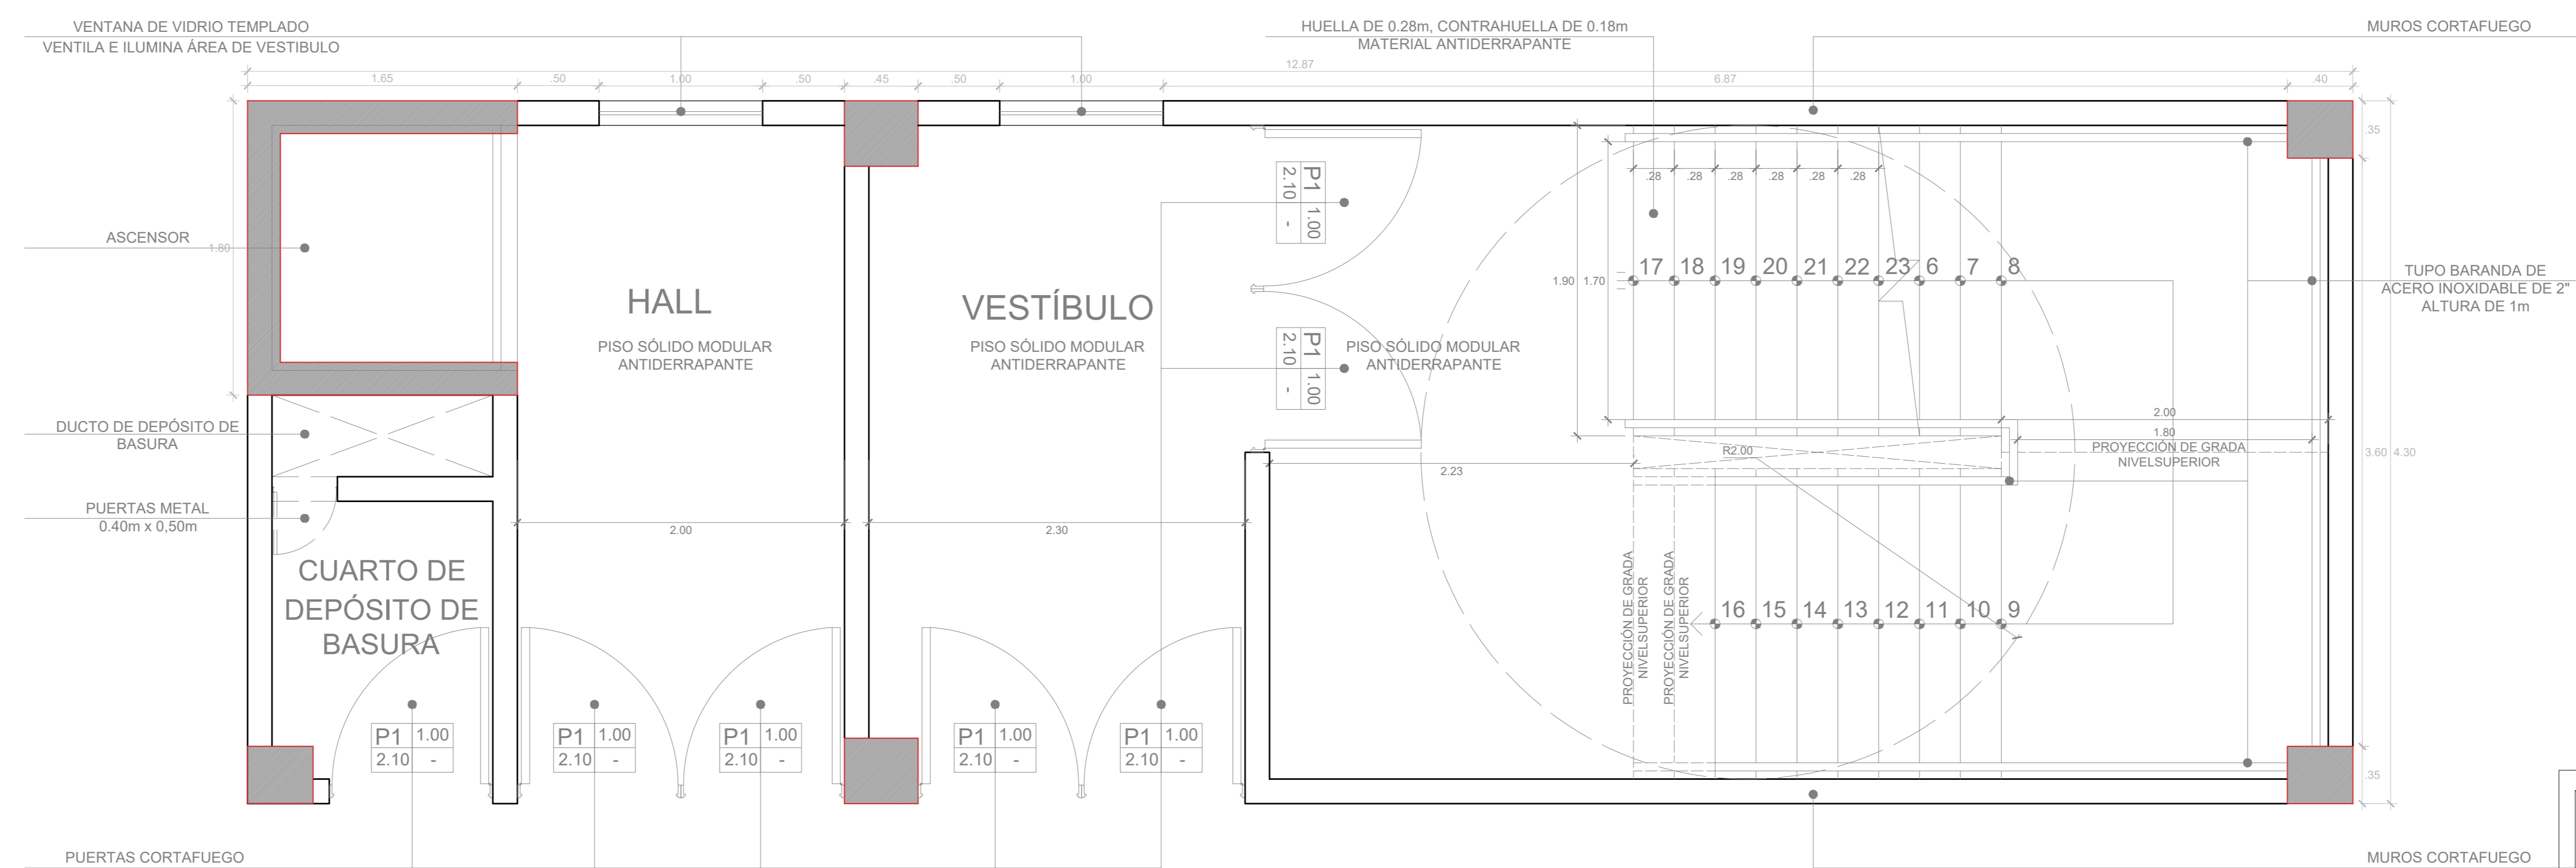 VENTANA DE VIDRIO TEMPLADO
VENTILA E ILUMINA ÁREA DE VESTIBULO
HUELLA DE 0.28m, CONTRAHUELLA DE 0.18m
MATERIAL ANTIDERRAPANTE
MUROS CORTAFUEGO
12.87
1.65
.50
1.00
.50
.45
.50
1.00
6.87
.40
.35
P1 1.00
2.10 -
.28 .28 .28 .28 .28 .28
ASCENSOR
1.80
HALL
PISO SÓLIDO MODULAR
ANTIDERRAPANTE
VESTÍBULO
PISO SÓLIDO MODULAR
ANTIDERRAPANTE
1.90 1.70
17 18 19 20 21 22 23 6 7 8
TUPO BARANDA DE
ACERO INOXIDABLE DE 2"
ALTURA DE 1m
P1 1.00
2.10 -
PISO SÓLIDO MODULAR
ANTIDERRAPANTE
DUCTO DE DEPÓSITO DE
BASURA
2.00
1.80
PROYECCIÓN DE GRADA
NIVELSUPERIOR
R2.00
2.23
3.60 4.30
PUERTAS METAL
0.40m x 0,50m
2.00
2.30
CUARTO DE
DEPÓSITO DE
BASURA
PROYECCIÓN DE GRADA
NIVELSUPERIOR
PROYECCIÓN DE GRADA
NIVELSUPERIOR
16 15 14 13 12 11 10 9
P1 1.00
2.10 -
P1 1.00
2.10 -
P1 1.00
2.10 -
P1 1.00
2.10 -
P1 1.00
2.10 -
.35
PUERTAS CORTAFUEGO
MUROS CORTAFUEGO